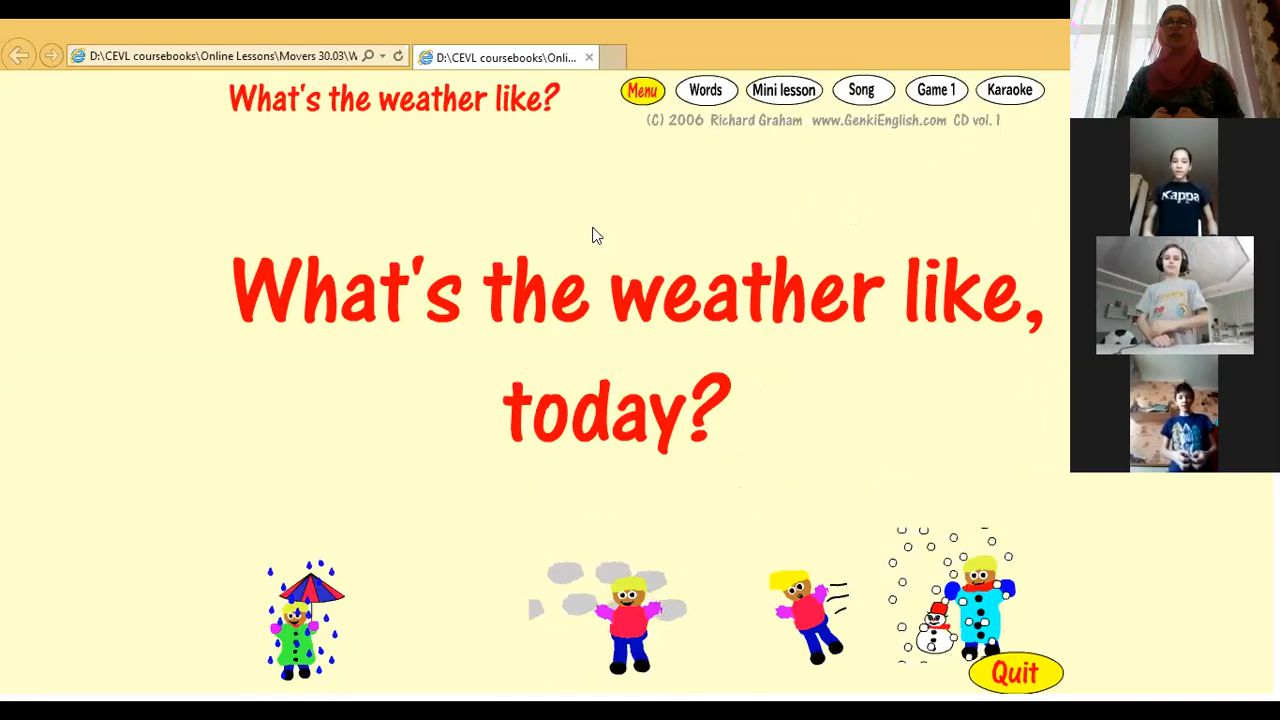 D:\CEVL coursebooks\Online Lessons\Movers 30.03\W
D:\CEVL coursebooks\Onli...
What's the weather like?
Menu
Words
Mini lesson
Song
Game 1
Karaoke
(C) 2006 Richard Graham www.GenkiEnglish.com CD vol. 1
What's the weather like,
today?
Quit
Kappa